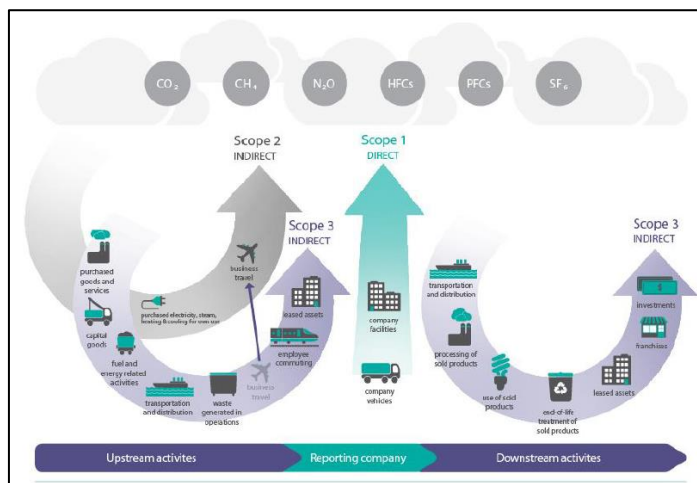 CO₂ CH₄ N₂O HFCs PFCs SF₆
Scope 2
INDIRECT
Scope 1
DIRECT
Scope 3
INDIRECT
Scope 3
INDIRECT
purchased
goods and
services
capital
goods
fuel and
energy related
activities
transportation
and distribution
waste
generated in
operations
business
travel
purchased electricity, steam,
heating & cooling for own use
business
travel
employee
commuting
leased assets
company
facilities
company
vehicles
transportation
and distribution
processing of
sold products
use of sold
products
end-of-life
treatment of
sold products
leased assets
franchises
investments
Upstream activites
Reporting company
Downstream activites